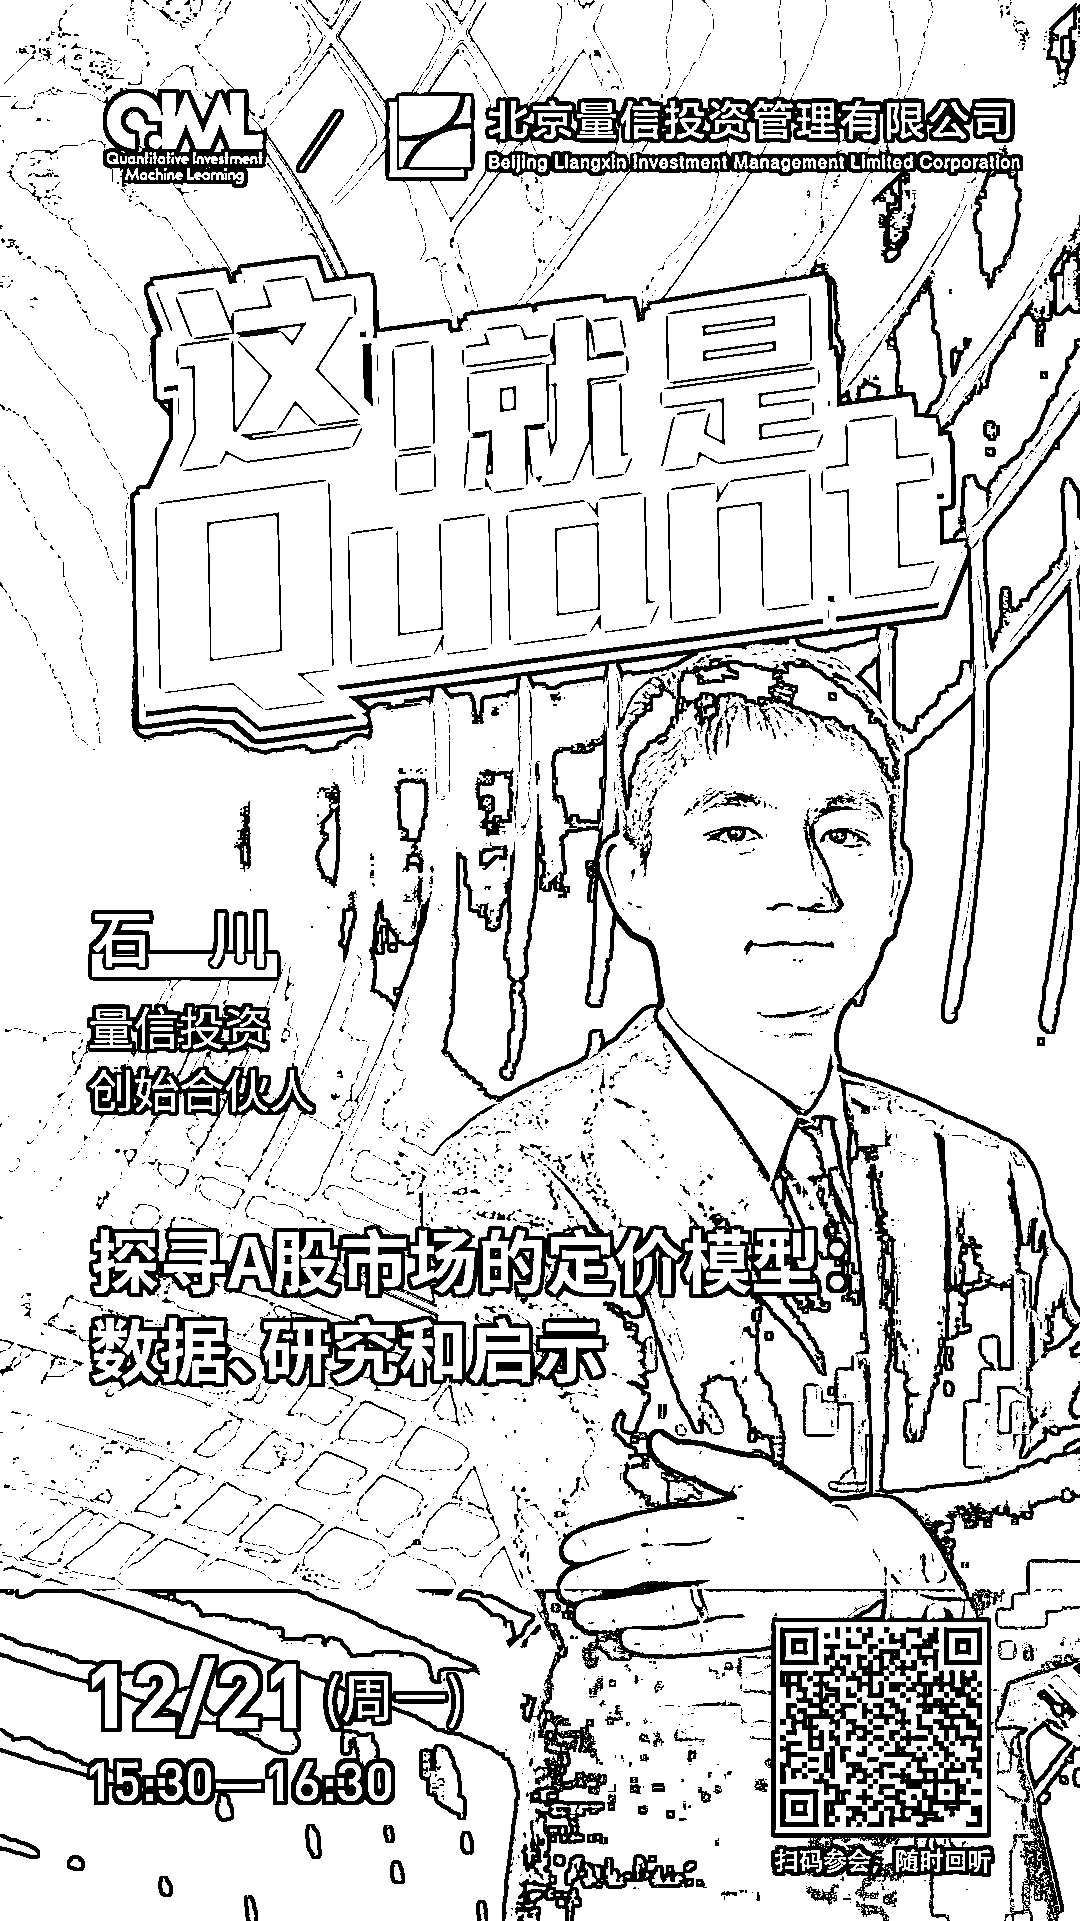 QIML
Quantitative Investment
Machine Learning
北京量信投资管理有限公司
Beijing Liangxin Investment Management Limited Corporation
这!就是
Quant
石 川
量信投资
创始合伙人
探寻A股市场的定价模型:
数据、研究和启示
12/21 (周一)
15:30—16:30
扫码参会 随时回听